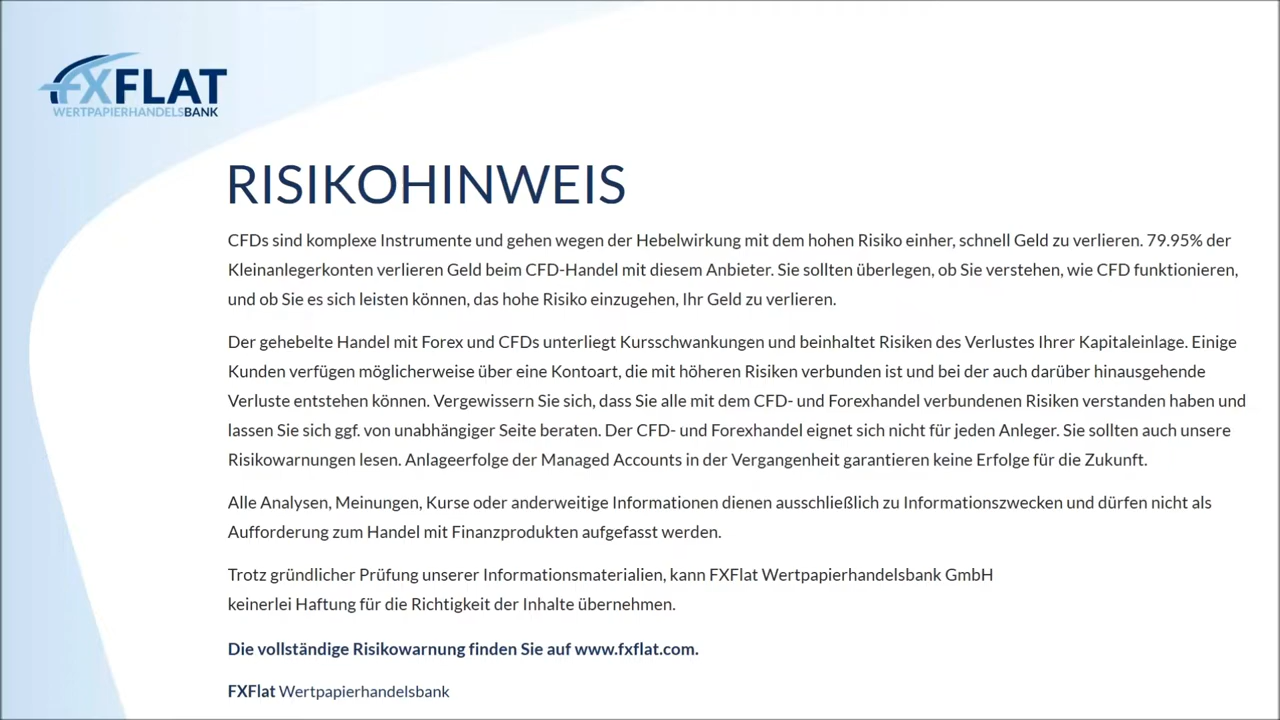 FXFLAT
WERTPAPIERHANDELSBANK
RISIKOHINWEIS
CFDs sind komplexe Instrumente und gehen wegen der Hebelwirkung mit dem hohen Risiko einher, schnell Geld zu verlieren. 79.95% der
Kleinanlegerkonten verlieren Geld beim CFD-Handel mit diesem Anbieter. Sie sollten überlegen, ob Sie verstehen, wie CFD funktionieren,
und ob Sie es sich leisten können, das hohe Risiko einzugehen, Ihr Geld zu verlieren.
Der gehebelte Handel mit Forex und CFDs unterliegt Kursschwankungen und beinhaltet Risiken des Verlustes Ihrer Kapitaleinlage. Einige
Kunden verfügen möglicherweise über eine Kontoart, die mit höheren Risiken verbunden ist und bei der auch darüber hinausgehende
Verluste entstehen können. Vergewissern Sie sich, dass Sie alle mit dem CFD- und Forexhandel verbundenen Risiken verstanden haben und
lassen Sie sich ggf. von unabhängiger Seite beraten. Der CFD- und Forexhandel eignet sich nicht für jeden Anleger. Sie sollten auch unsere
Risikowarnungen lesen. Anlageerfolge der Managed Accounts in der Vergangenheit garantieren keine Erfolge für die Zukunft.
Alle Analysen, Meinungen, Kurse oder anderweitige Informationen dienen ausschließlich zu Informationszwecken und dürfen nicht als
Aufforderung zum Handel mit Finanzprodukten aufgefasst werden.
Trotz gründlicher Prüfung unserer Informationsmaterialien, kann FXFlat Wertpapierhandelsbank GmbH
keinerlei Haftung für die Richtigkeit der Inhalte übernehmen.
Die vollständige Risikowarnung finden Sie auf www.fxflat.com.
FXFlat Wertpapierhandelsbank